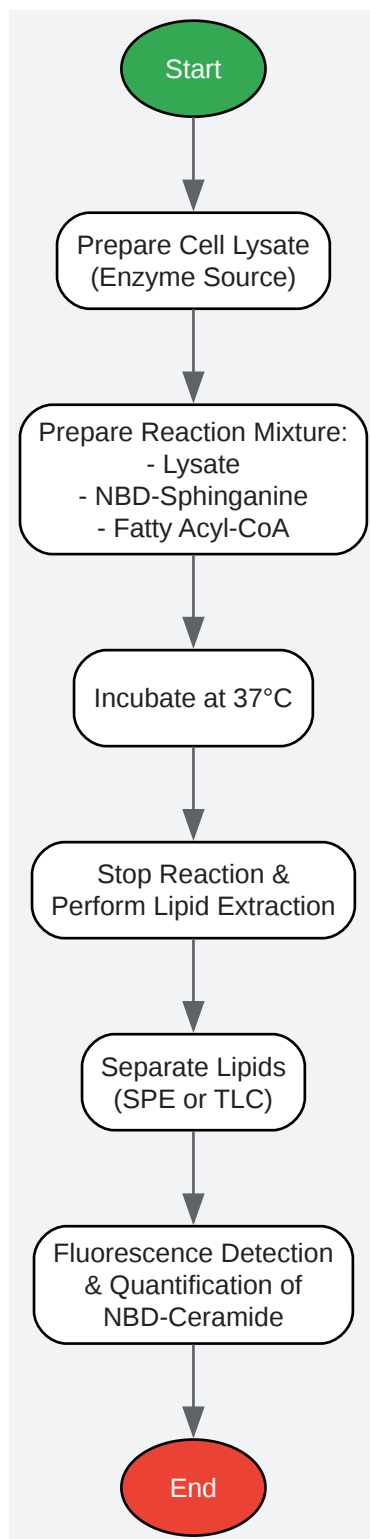 Start
Prepare Cell Lysate
(Enzyme Source)
Prepare Reaction Mixture:
- Lysate
- NBD-Sphinganine
- Fatty Acyl-CoA
Incubate at 37°C
Stop Reaction &
Perform Lipid Extraction
Separate Lipids
(SPE or TLC)
Fluorescence Detection
& Quantification of
NBD-Ceramide
End